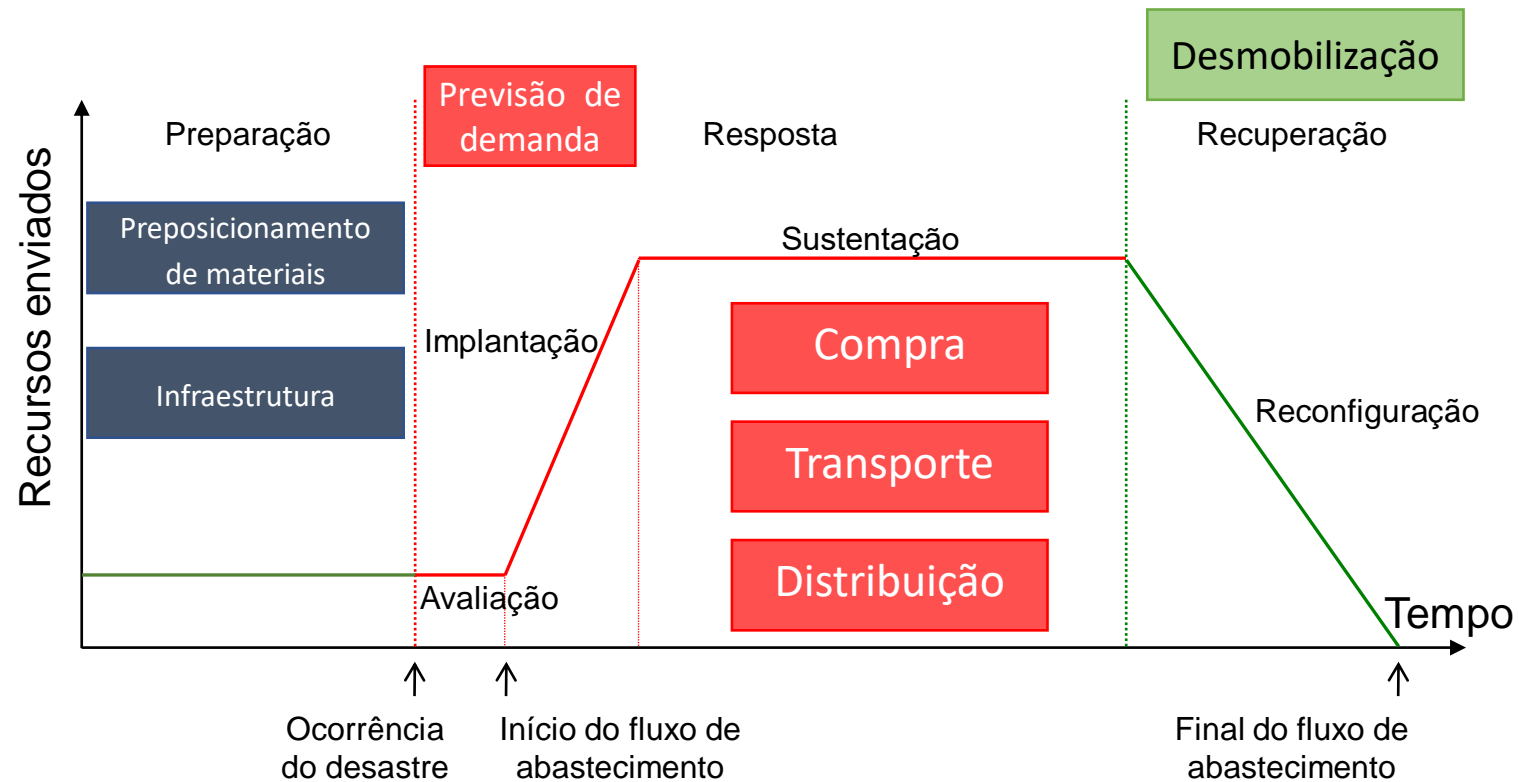 Desmobilização
Previsão de
demanda
Preparação
Resposta
Recuperação
Recursos enviados
Preposicionamento
de materiais
Sustentação
Implantação
Compra
Infraestrutura
Reconfiguração
Transporte
Distribuição
Avaliação
Tempo
Ocorrência
do desastre
Início do fluxo de
abastecimento
Final do fluxo de
abastecimento